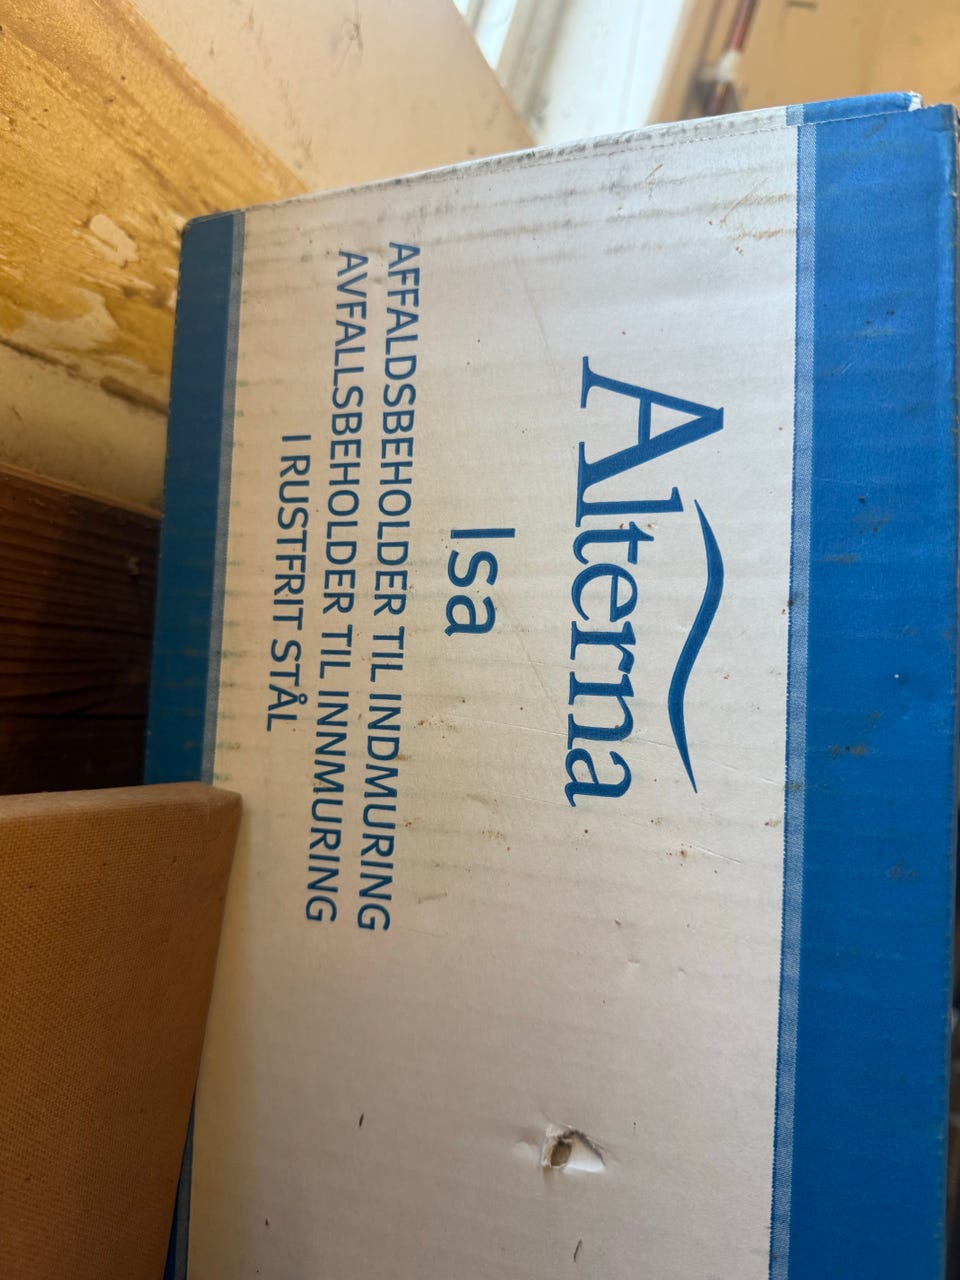 Alterna
Isa
AFFALDSBEHOLDER TIL INDMURING
AVFALLSBEHOLDER TIL INNMURING
I RUSTFRIT STÅL